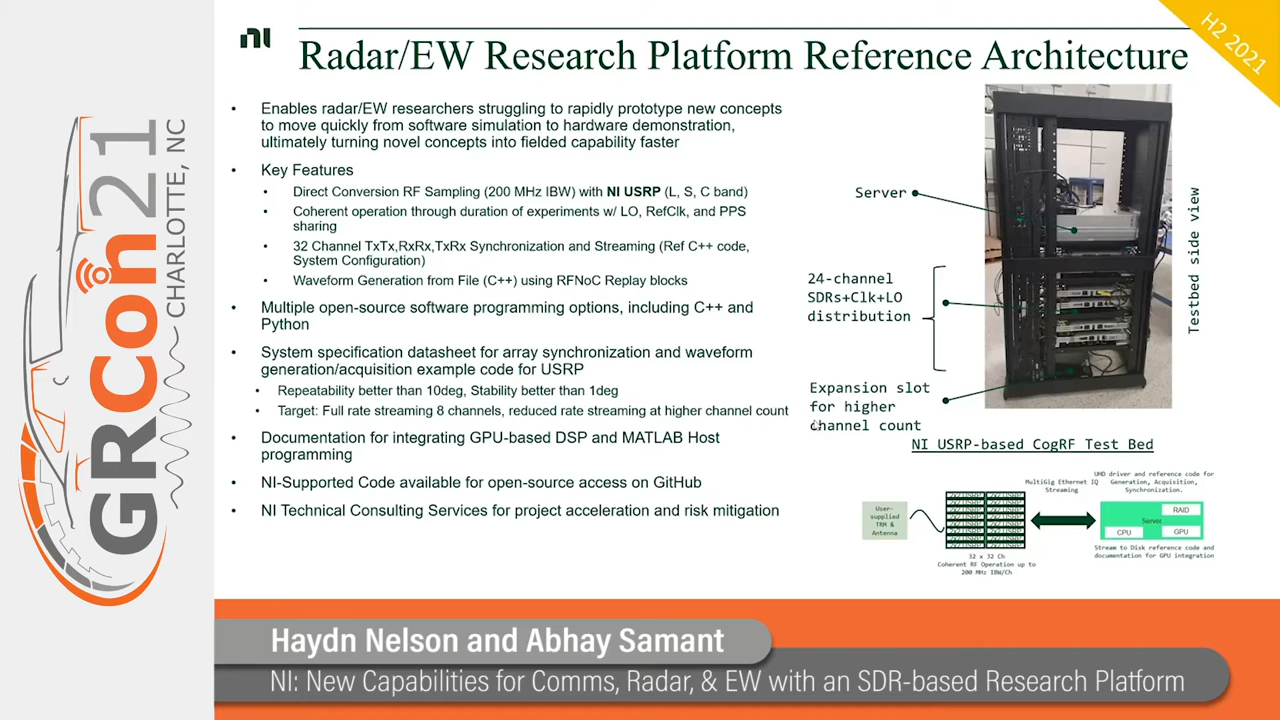 GRCon21
CHARLOTTE, NC
ni
Radar/EW Research Platform Reference Architecture
H2 2021
• Enables radar/EW researchers struggling to rapidly prototype new concepts
to move quickly from software simulation to hardware demonstration,
ultimately turning novel concepts into fielded capability faster
• Key Features
• Direct Conversion RF Sampling (200 MHz IBW) with NI USRP (L, S, C band)
• Coherent operation through duration of experiments w/ LO, RefClk, and PPS
sharing
• 32 Channel TxTx,RxRx,TxRx Synchronization and Streaming (Ref C++ code,
System Configuration)
• Waveform Generation from File (C++) using RFNoC Replay blocks
• Multiple open-source software programming options, including C++ and
Python
• System specification datasheet for array synchronization and waveform
generation/acquisition example code for USRP
• Repeatability better than 10deg, Stability better than 1deg
• Target: Full rate streaming 8 channels, reduced rate streaming at higher channel count
• Documentation for integrating GPU-based DSP and MATLAB Host
programming
• NI-Supported Code available for open-source access on GitHub
• NI Technical Consulting Services for project acceleration and risk mitigation
Server
24-channel
SDRs+Clk+LO
distribution
Expansion slot
for higher
channel count
Testbed side view
NI USRP-based CogRF Test Bed
User-
supplied
TRM &
Antenna
32 x 32 Ch
Coherent RF Operation up to
200 MHz IBW/Ch
MultiGig Ethernet IQ
Streaming
UHD driver and reference code for
Generation, Acquisition,
Synchronization.
RAID
Server
CPU
GPU
Stream to Disk reference code and
documentation for GPU integration
Haydn Nelson and Abhay Samant
NI: New Capabilities for Comms, Radar, & EW with an SDR-based Research Platform